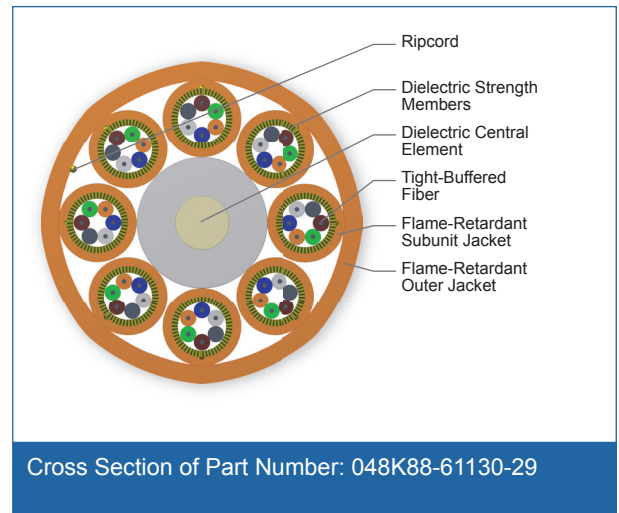 Ripcord
Dielectric Strength
Members
Dielectric Central
Element
Tight-Buffered
Fiber
Flame-Retardant
Subunit Jacket
Flame-Retardant
Outer Jacket
Cross Section of Part Number: 048K88-61130-29